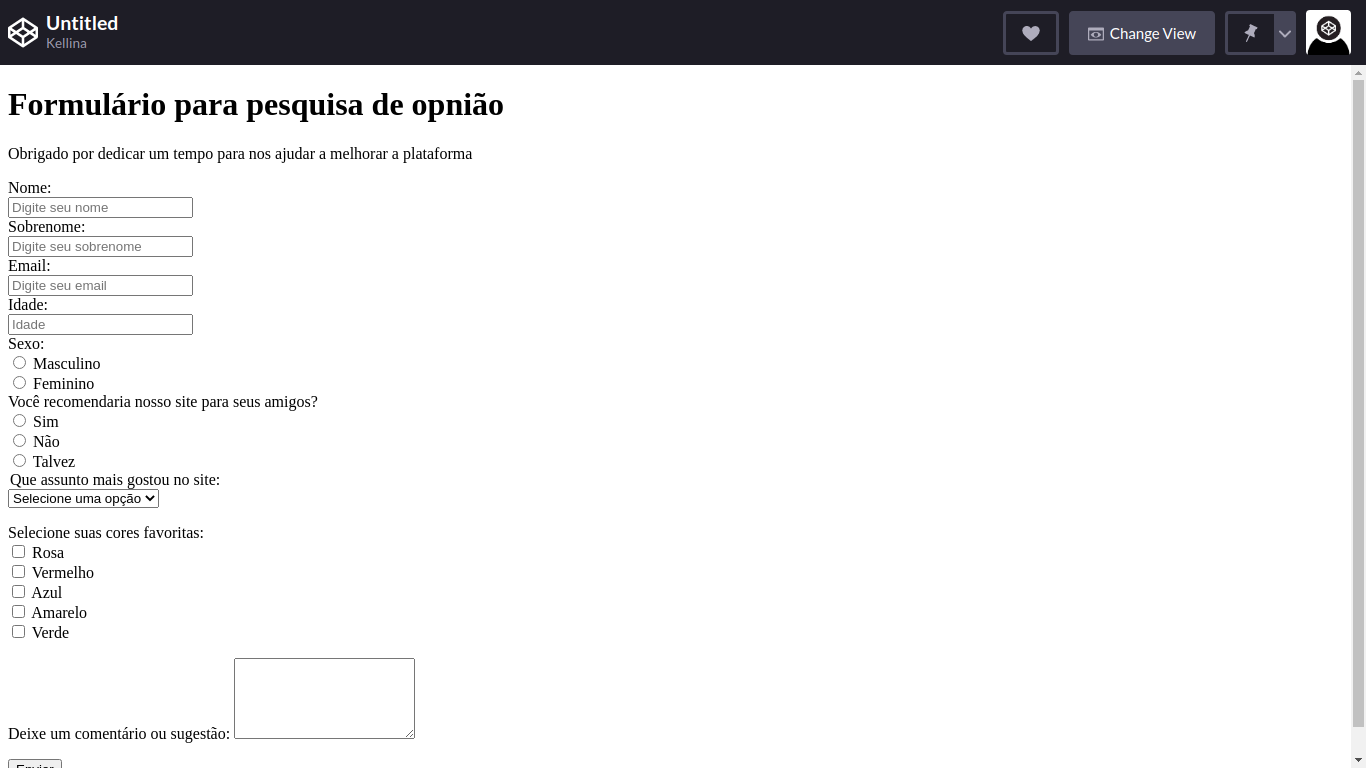 Untitled
Kellina
Change View
Formulário para pesquisa de opnião
Obrigado por dedicar um tempo para nos ajudar a melhorar a plataforma
Nome:
Digite seu nome
Sobrenome:
Digite seu sobrenome
Email:
Digite seu email
Idade:
Idade
Sexo:
Masculino
Feminino
Você recomendaria nosso site para seus amigos?
Sim
Não
Talvez
Que assunto mais gostou no site:
Selecione uma opção
Selecione suas cores favoritas:
Rosa
Vermelho
Azul
Amarelo
Verde
Deixe um comentário ou sugestão:
Enviar